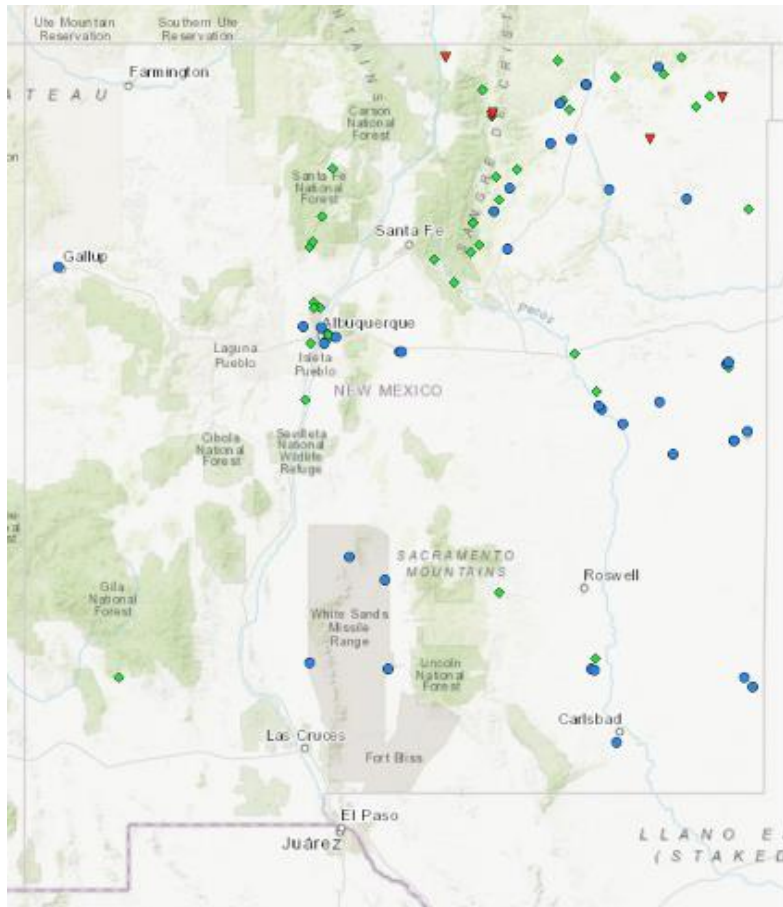 Ute Mountain
Reservation
Southern Ute
Reservation
Farmington
A T E A U
N T A I N S
Carson
National
Forest
S A N G R E D E C R I S T
Santa Fe
National
Forest
Santa Fe
Gallup
Pecos
Albuquerque
Laguna
Pueblo
Isleta
Pueblo
NEW MEXICO
Cibola
National
Forest
Sevilleta
National
Wildlife
Refuge
SACRAMENTO
MOUNTAINS
Roswell
Gila
National
Forest
White Sands
Missile
Range
Lincoln
National
Forest
Carlsbad
Las Cruces
Fort Bliss
El Paso
Juárez
LLANO E
(STAKED